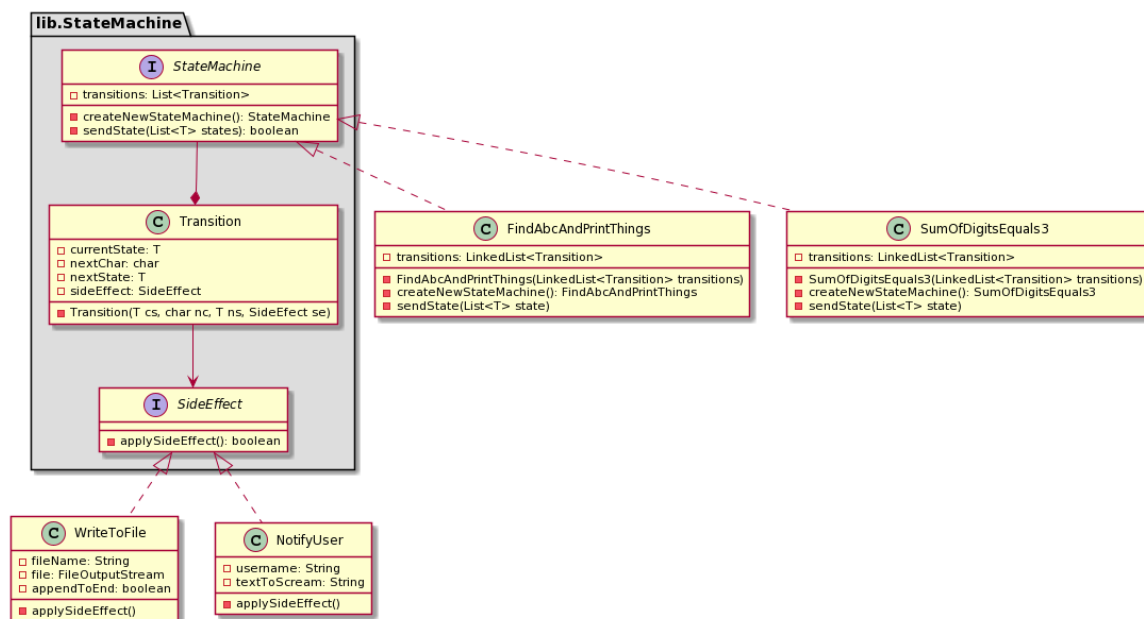 lib.StateMachine
I StateMachine
transitions: List<Transition>
createNewStateMachine(): StateMachine
sendState(List<T> states): boolean
C Transition
currentState: T
nextChar: char
nextState: T
sideEffect: SideEffect
Transition(T cs, char nc, T ns, SideEfect se)
C FindAbcAndPrintThings
transitions: LinkedList<Transition>
FindAbcAndPrintThings(LinkedList<Transition> transitions)
createNewStateMachine(): FindAbcAndPrintThings
sendState(List<T> state)
C SumOfDigitsEquals3
transitions: LinkedList<Transition>
SumOfDigitsEquals3(LinkedList<Transition> transitions)
createNewStateMachine(): SumOfDigitsEquals3
sendState(List<T> state)
I SideEffect
applySideEffect(): boolean
C WriteToFile
fileName: String
file: FileOutputStream
appendToEnd: boolean
applySideEffect()
C NotifyUser
username: String
textToScream: String
applySideEffect()